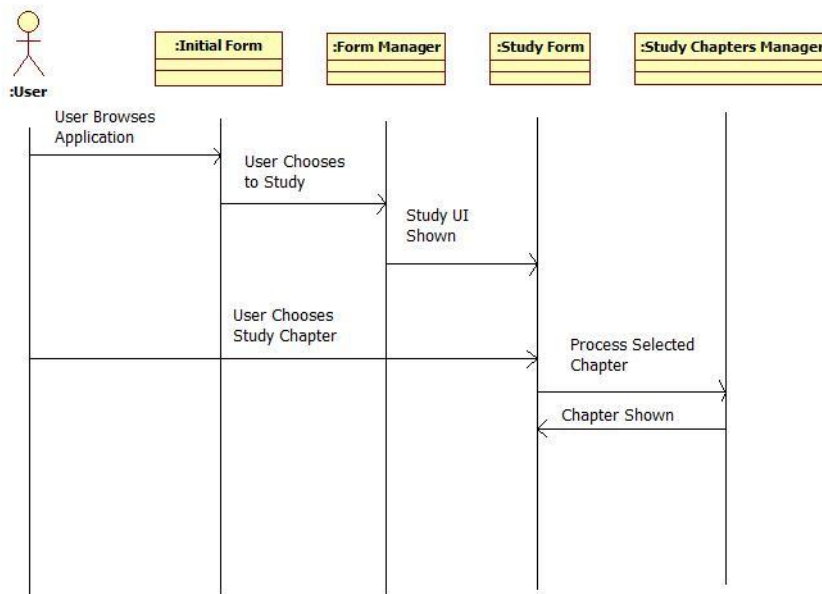 :Initial Form
:Form Manager
:Study Form
:Study Chapters Manager
:User
User Browses
Application
User Chooses
to Study
Study UI
Shown
User Chooses
Study Chapter
Process Selected
Chapter
Chapter Shown